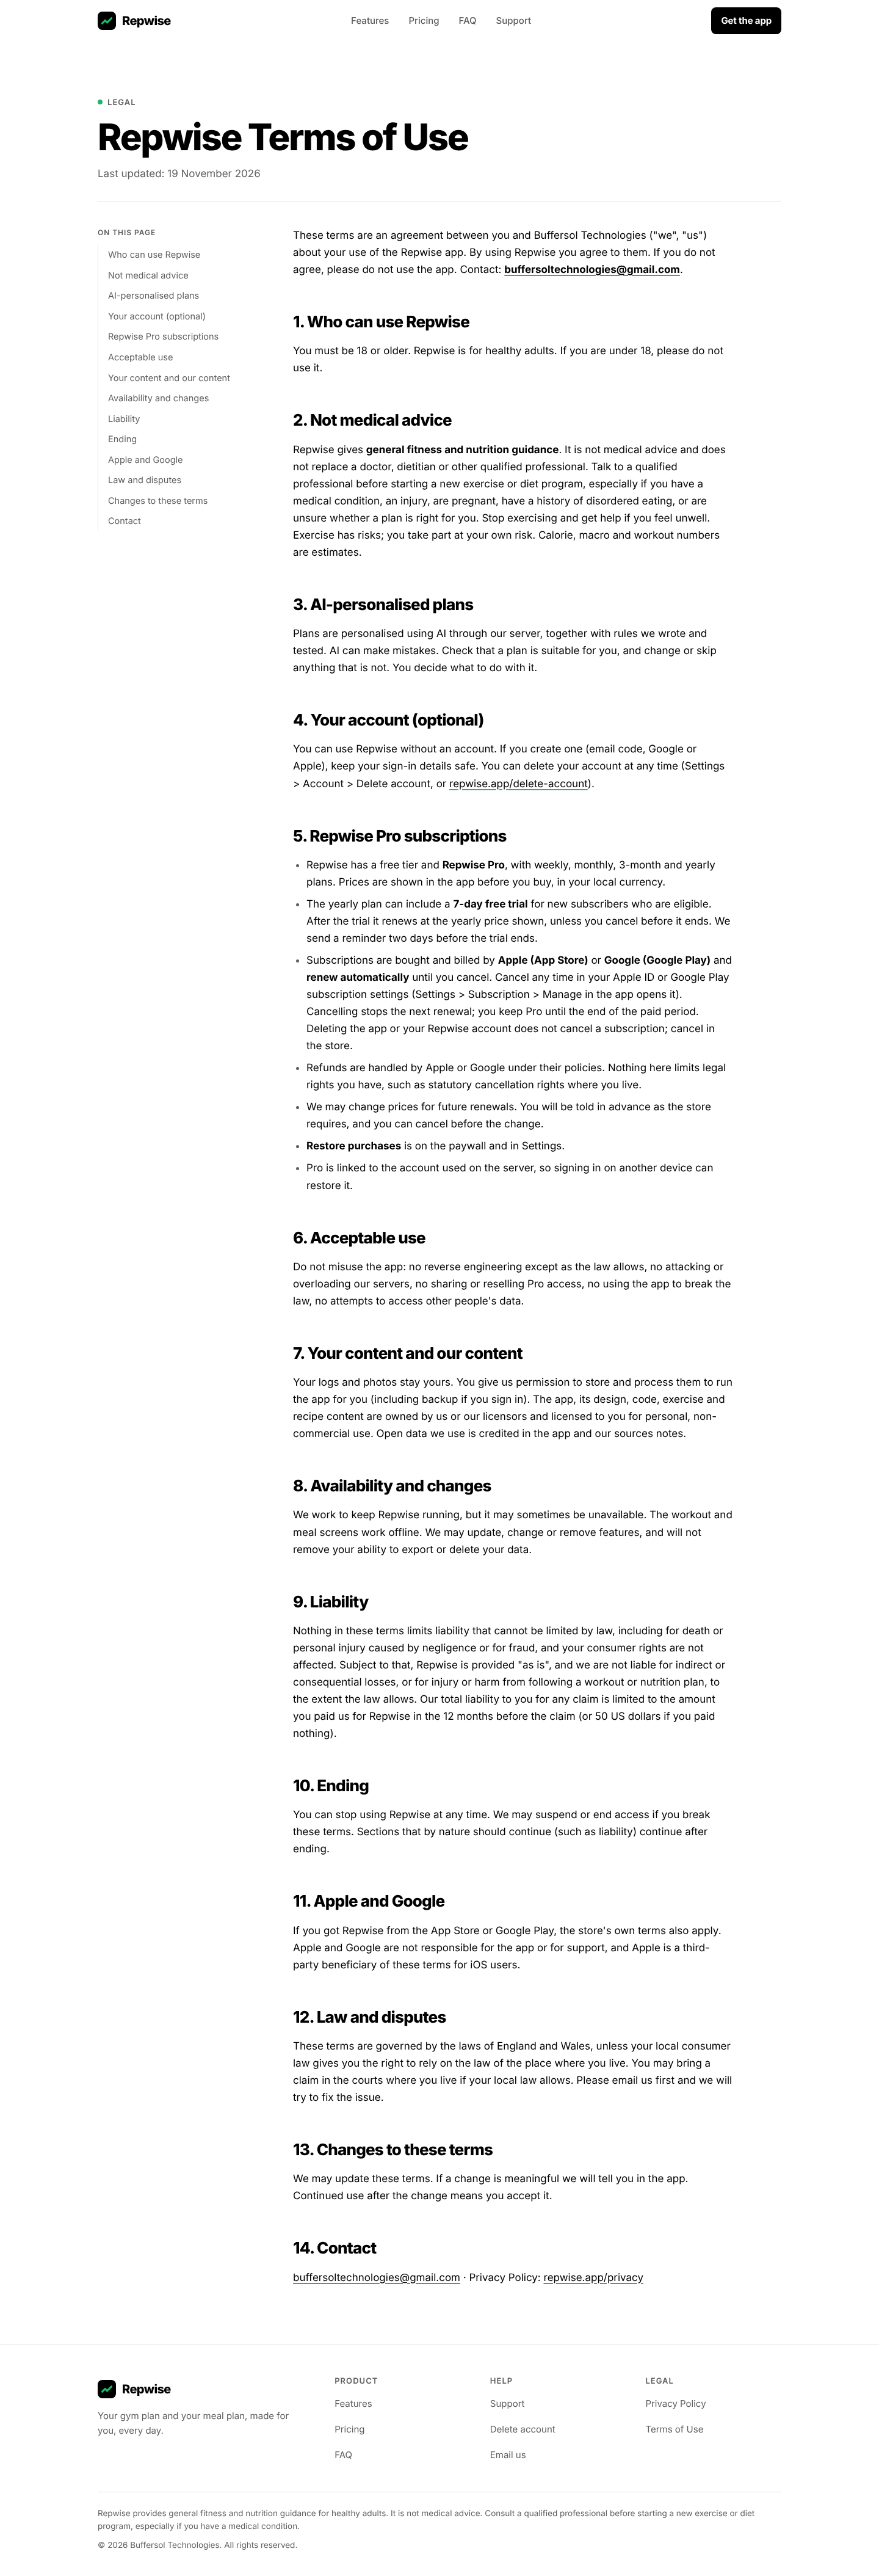 Repwise
Features
Pricing
FAQ
Support
Get the app
LEGAL
Repwise Terms of Use
Last updated: 19 November 2026
ON THIS PAGE
Who can use Repwise
Not medical advice
AI-personalised plans
Your account (optional)
Repwise Pro subscriptions
Acceptable use
Your content and our content
Availability and changes
Liability
Ending
Apple and Google
Law and disputes
Changes to these terms
Contact
These terms are an agreement between you and Buffersol Technologies ("we", "us")
about your use of the Repwise app. By using Repwise you agree to them. If you do not
agree, please do not use the app. Contact: buffersoltechnologies@gmail.com.
1. Who can use Repwise
You must be 18 or older. Repwise is for healthy adults. If you are under 18, please do not
use it.
2. Not medical advice
Repwise gives general fitness and nutrition guidance. It is not medical advice and does
not replace a doctor, dietitian or other qualified professional. Talk to a qualified
professional before starting a new exercise or diet program, especially if you have a
medical condition, an injury, are pregnant, have a history of disordered eating, or are
unsure whether a plan is right for you. Stop exercising and get help if you feel unwell.
Exercise has risks; you take part at your own risk. Calorie, macro and workout numbers
are estimates.
3. AI-personalised plans
Plans are personalised using AI through our server, together with rules we wrote and
tested. AI can make mistakes. Check that a plan is suitable for you, and change or skip
anything that is not. You decide what to do with it.
4. Your account (optional)
You can use Repwise without an account. If you create one (email code, Google or
Apple), keep your sign-in details safe. You can delete your account at any time (Settings
> Account > Delete account, or repwise.app/delete-account).
5. Repwise Pro subscriptions
• Repwise has a free tier and Repwise Pro, with weekly, monthly, 3-month and yearly
plans. Prices are shown in the app before you buy, in your local currency.
• The yearly plan can include a 7-day free trial for new subscribers who are eligible.
After the trial it renews at the yearly price shown, unless you cancel before it ends. We
send a reminder two days before the trial ends.
• Subscriptions are bought and billed by Apple (App Store) or Google (Google Play) and
renew automatically until you cancel. Cancel any time in your Apple ID or Google Play
subscription settings (Settings > Subscription > Manage in the app opens it).
Cancelling stops the next renewal; you keep Pro until the end of the paid period.
Deleting the app or your Repwise account does not cancel a subscription; cancel in
the store.
• Refunds are handled by Apple or Google under their policies. Nothing here limits legal
rights you have, such as statutory cancellation rights where you live.
• We may change prices for future renewals. You will be told in advance as the store
requires, and you can cancel before the change.
• Restore purchases is on the paywall and in Settings.
• Pro is linked to the account used on the server, so signing in on another device can
restore it.
6. Acceptable use
Do not misuse the app: no reverse engineering except as the law allows, no attacking or
overloading our servers, no sharing or reselling Pro access, no using the app to break the
law, no attempts to access other people's data.
7. Your content and our content
Your logs and photos stay yours. You give us permission to store and process them to run
the app for you (including backup if you sign in). The app, its design, code, exercise and
recipe content are owned by us or our licensors and licensed to you for personal, non-
commercial use. Open data we use is credited in the app and our sources notes.
8. Availability and changes
We work to keep Repwise running, but it may sometimes be unavailable. The workout and
meal screens work offline. We may update, change or remove features, and will not
remove your ability to export or delete your data.
9. Liability
Nothing in these terms limits liability that cannot be limited by law, including for death or
personal injury caused by negligence or for fraud, and your consumer rights are not
affected. Subject to that, Repwise is provided "as is", and we are not liable for indirect or
consequential losses, or for injury or harm from following a workout or nutrition plan, to
the extent the law allows. Our total liability to you for any claim is limited to the amount
you paid us for Repwise in the 12 months before the claim (or 50 US dollars if you paid
nothing).
10. Ending
You can stop using Repwise at any time. We may suspend or end access if you break
these terms. Sections that by nature should continue (such as liability) continue after
ending.
11. Apple and Google
If you got Repwise from the App Store or Google Play, the store's own terms also apply.
Apple and Google are not responsible for the app or for support, and Apple is a third-
party beneficiary of these terms for iOS users.
12. Law and disputes
These terms are governed by the laws of England and Wales, unless your local consumer
law gives you the right to rely on the law of the place where you live. You may bring a
claim in the courts where you live if your local law allows. Please email us first and we will
try to fix the issue.
13. Changes to these terms
We may update these terms. If a change is meaningful we will tell you in the app.
Continued use after the change means you accept it.
14. Contact
buffersoltechnologies@gmail.com · Privacy Policy: repwise.app/privacy
Repwise
Your gym plan and your meal plan, made for
you, every day.
PRODUCT
Features
Pricing
FAQ
HELP
Support
Delete account
Email us
LEGAL
Privacy Policy
Terms of Use
Repwise provides general fitness and nutrition guidance for healthy adults. It is not medical advice. Consult a qualified professional before starting a new exercise or diet
program, especially if you have a medical condition.
© 2026 Buffersol Technologies. All rights reserved.